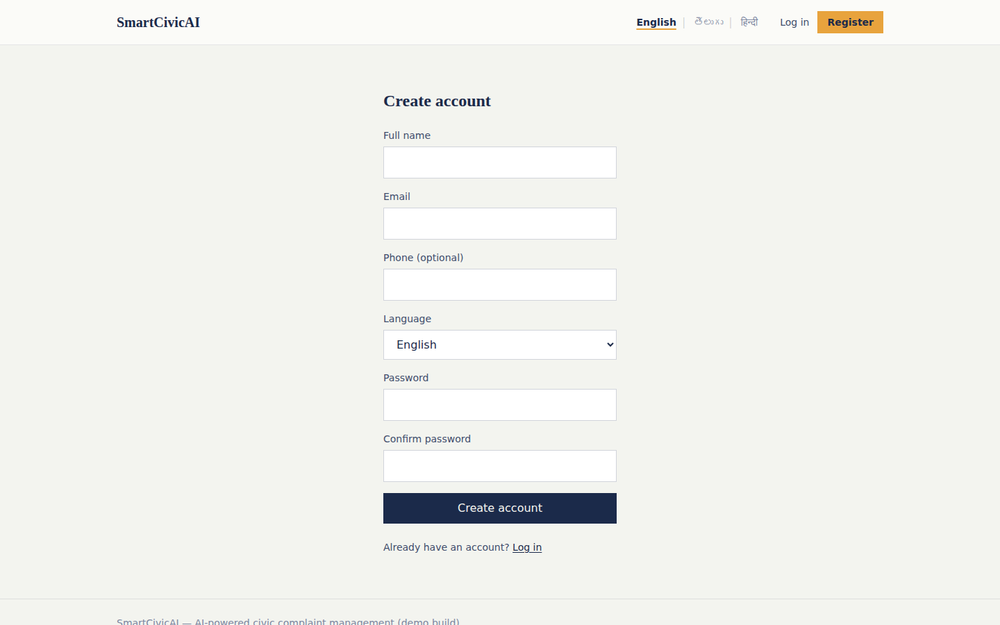 SmartCivicAI
English | తెలుగు | हिन्दी Log in Register
Create account
Full name
Email
Phone (optional)
Language
English
Password
Confirm password
Create account
Already have an account? Log in
SmartCivicAI — AI-powered civic complaint management (demo build)